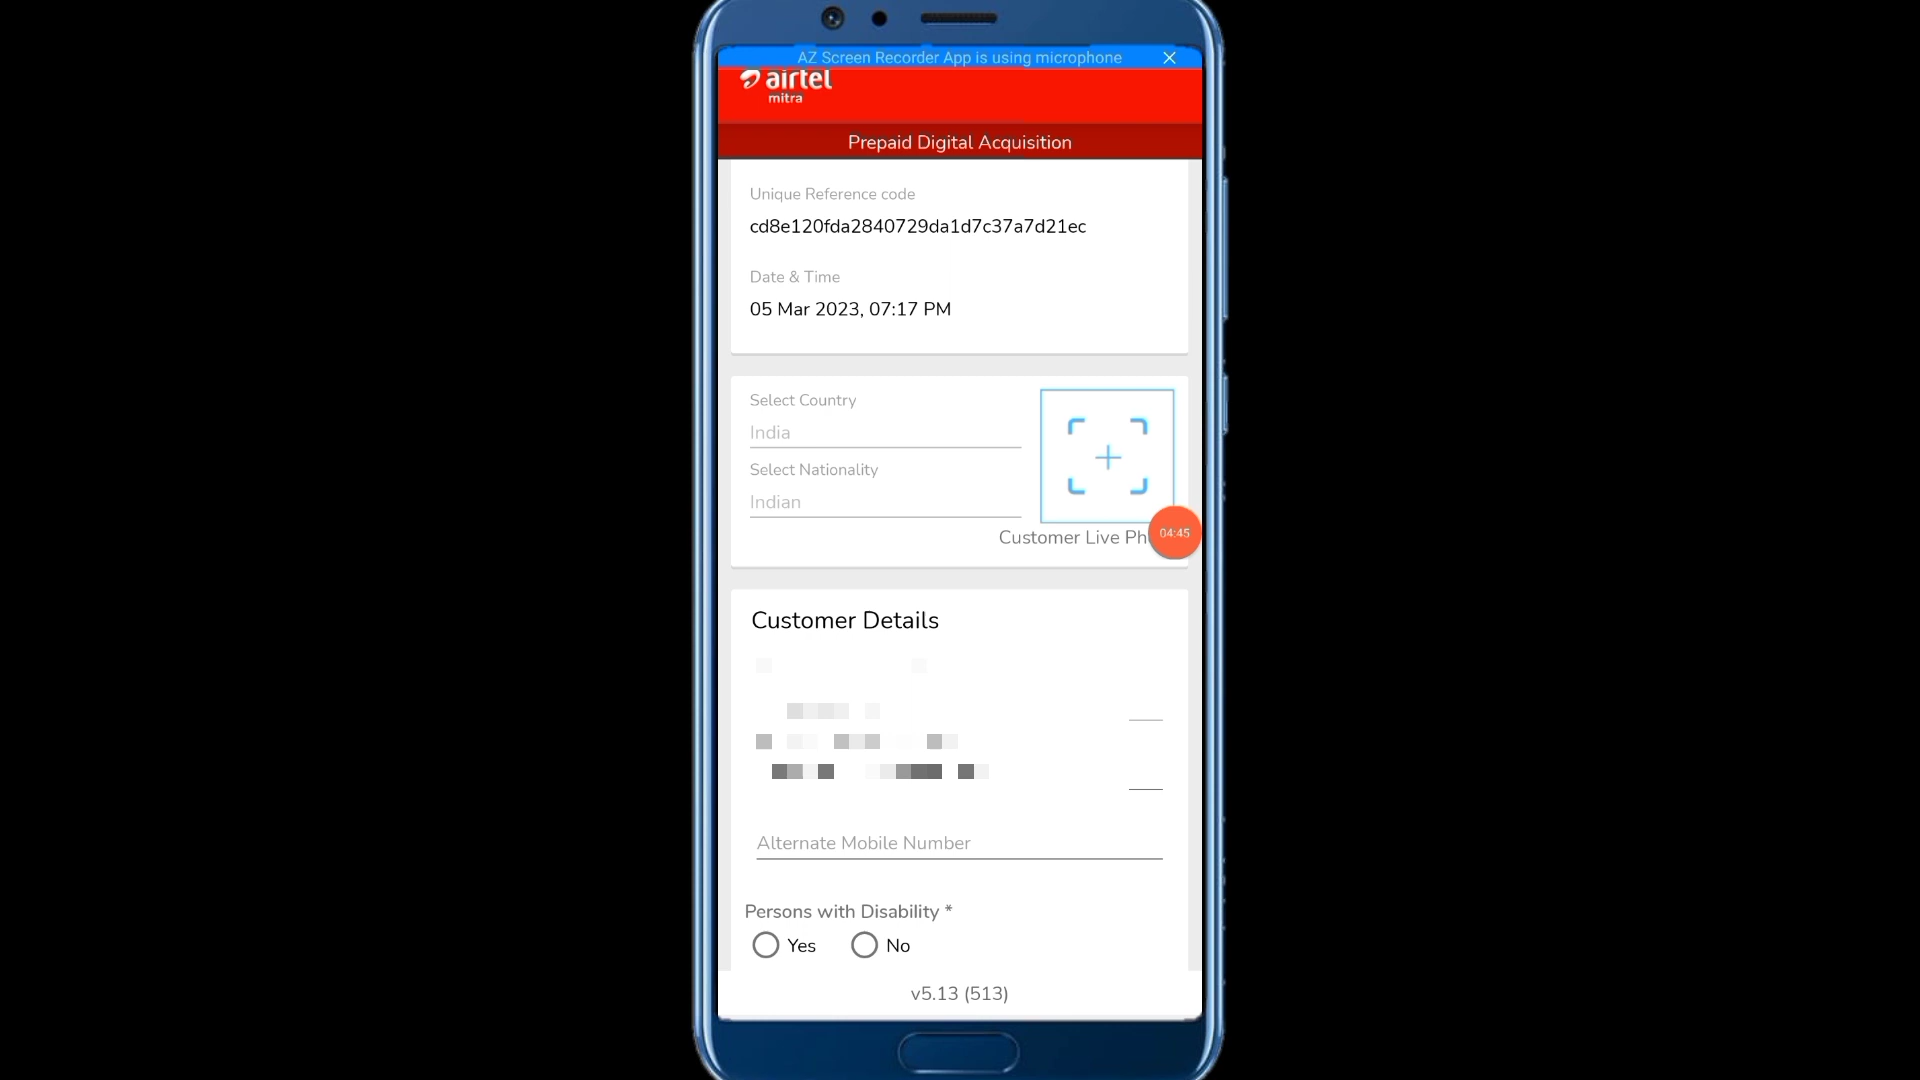 AZ Screen Recorder App is using microphone
airtel
mitra
Prepaid Digital Acquisition
Unique Reference code
cd8e120fda2840729da1d7c37a7d21ec
Date & Time
05 Mar 2023, 07:17 PM
Select Country
India
Select Nationality
Indian
Customer Live Ph
04:45
Customer Details
Alternate Mobile Number
Persons with Disability *
Yes No
v5.13 (513)